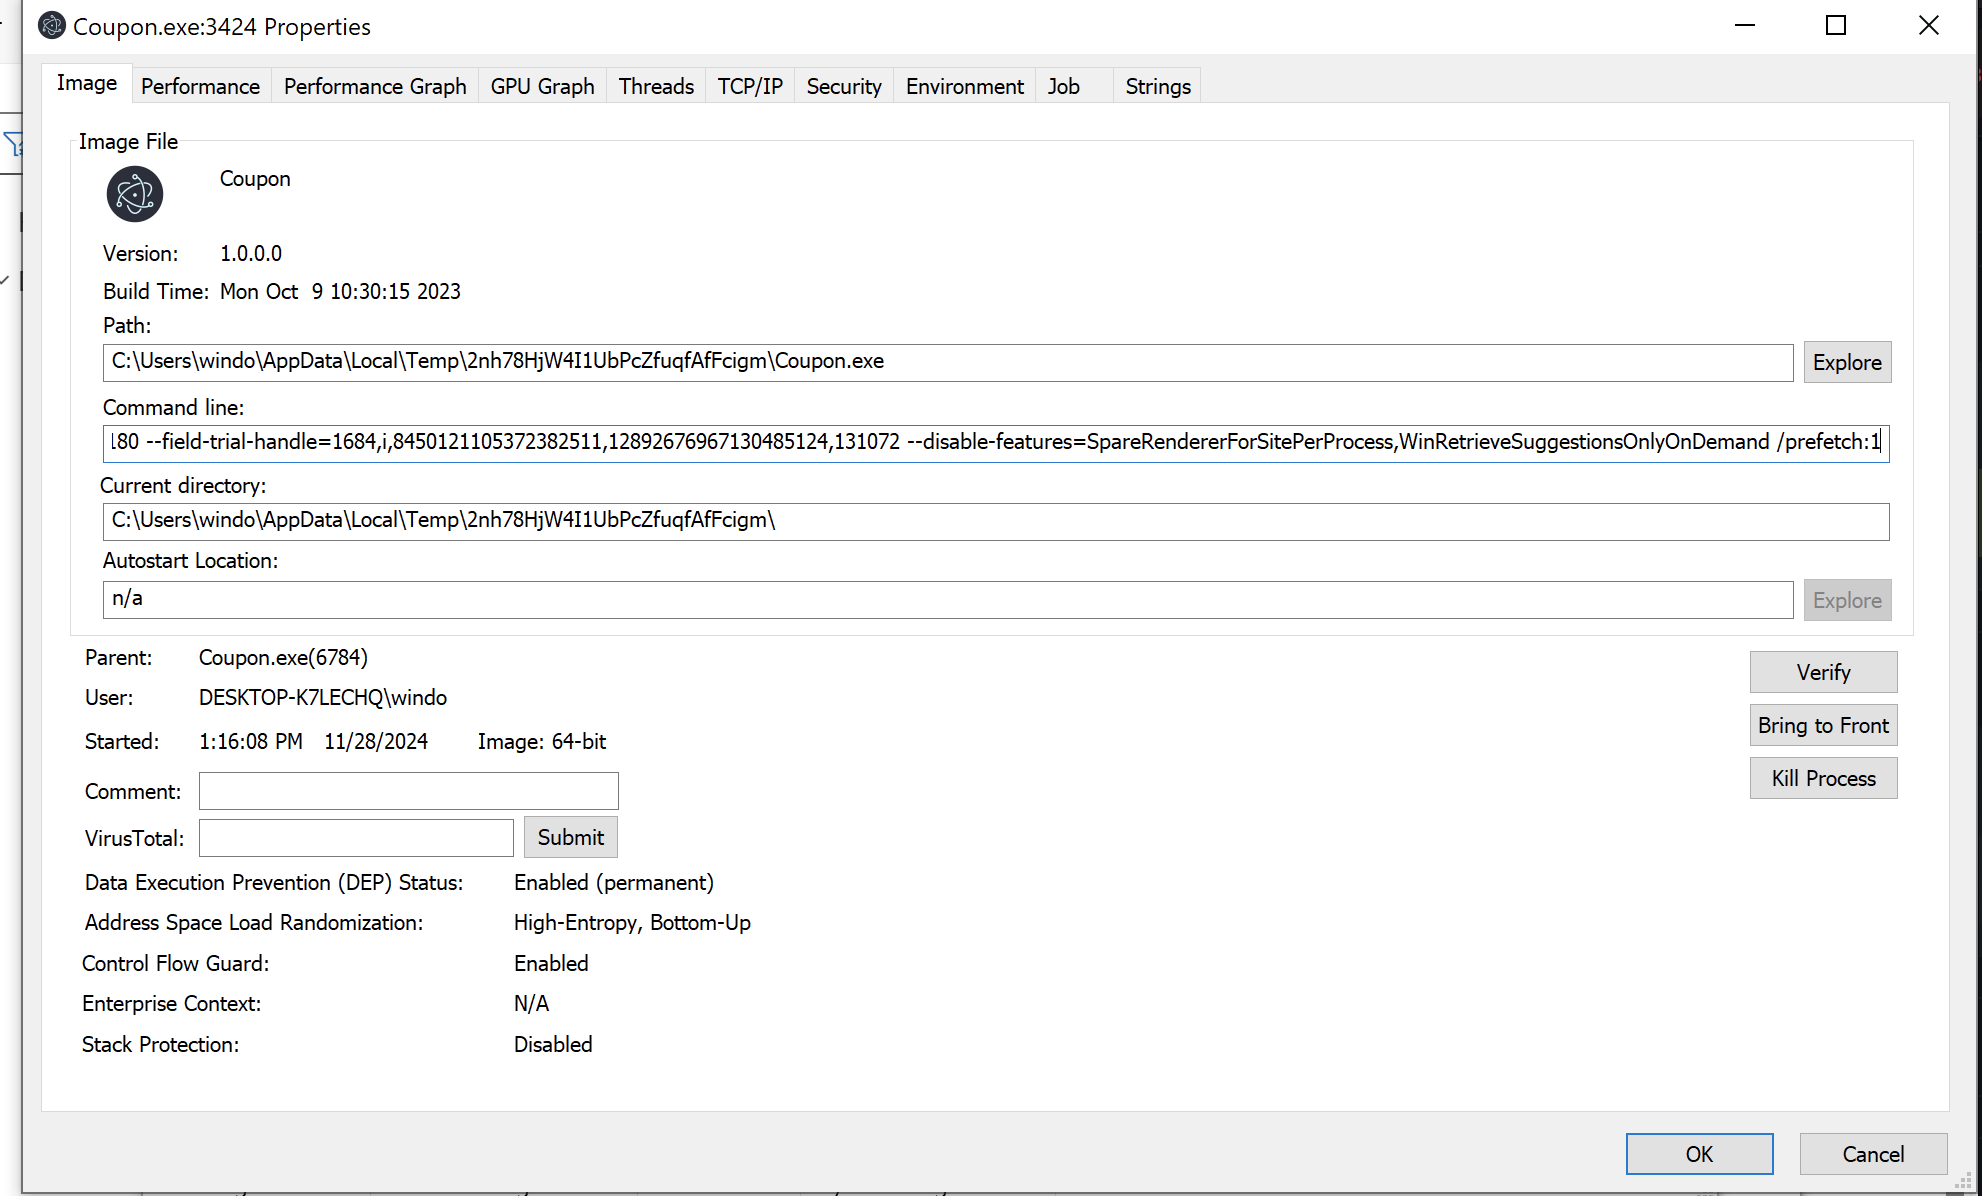 Coupon.exe:3424 Properties
Image Performance Performance Graph GPU Graph Threads TCP/IP Security Environment Job Strings
Image File
Coupon
Version: 1.0.0.0
Build Time: Mon Oct 9 10:30:15 2023
Path:
C:\Users\windo\AppData\Local\Temp\2nh78HjW4I1UbPcZfuqfAfFcigm\Coupon.exe Explore
Command line:
180 --field-trial-handle=1684,i,8450121105372382511,12892676967130485124,131072 --disable-features=SpareRendererForSitePerProcess,WinRetrieveSuggestionsOnlyOnDemand /prefetch:1
Current directory:
C:\Users\windo\AppData\Local\Temp\2nh78HjW4I1UbPcZfuqfAfFcigm\
Autostart Location:
n/a Explore
Parent: Coupon.exe(6784)
User: DESKTOP-K7LECHQ\windo
Started: 1:16:08 PM 11/28/2024 Image: 64-bit
Comment:
VirusTotal: Submit
Verify
Bring to Front
Kill Process
Data Execution Prevention (DEP) Status: Enabled (permanent)
Address Space Load Randomization: High-Entropy, Bottom-Up
Control Flow Guard: Enabled
Enterprise Context: N/A
Stack Protection: Disabled
OK Cancel